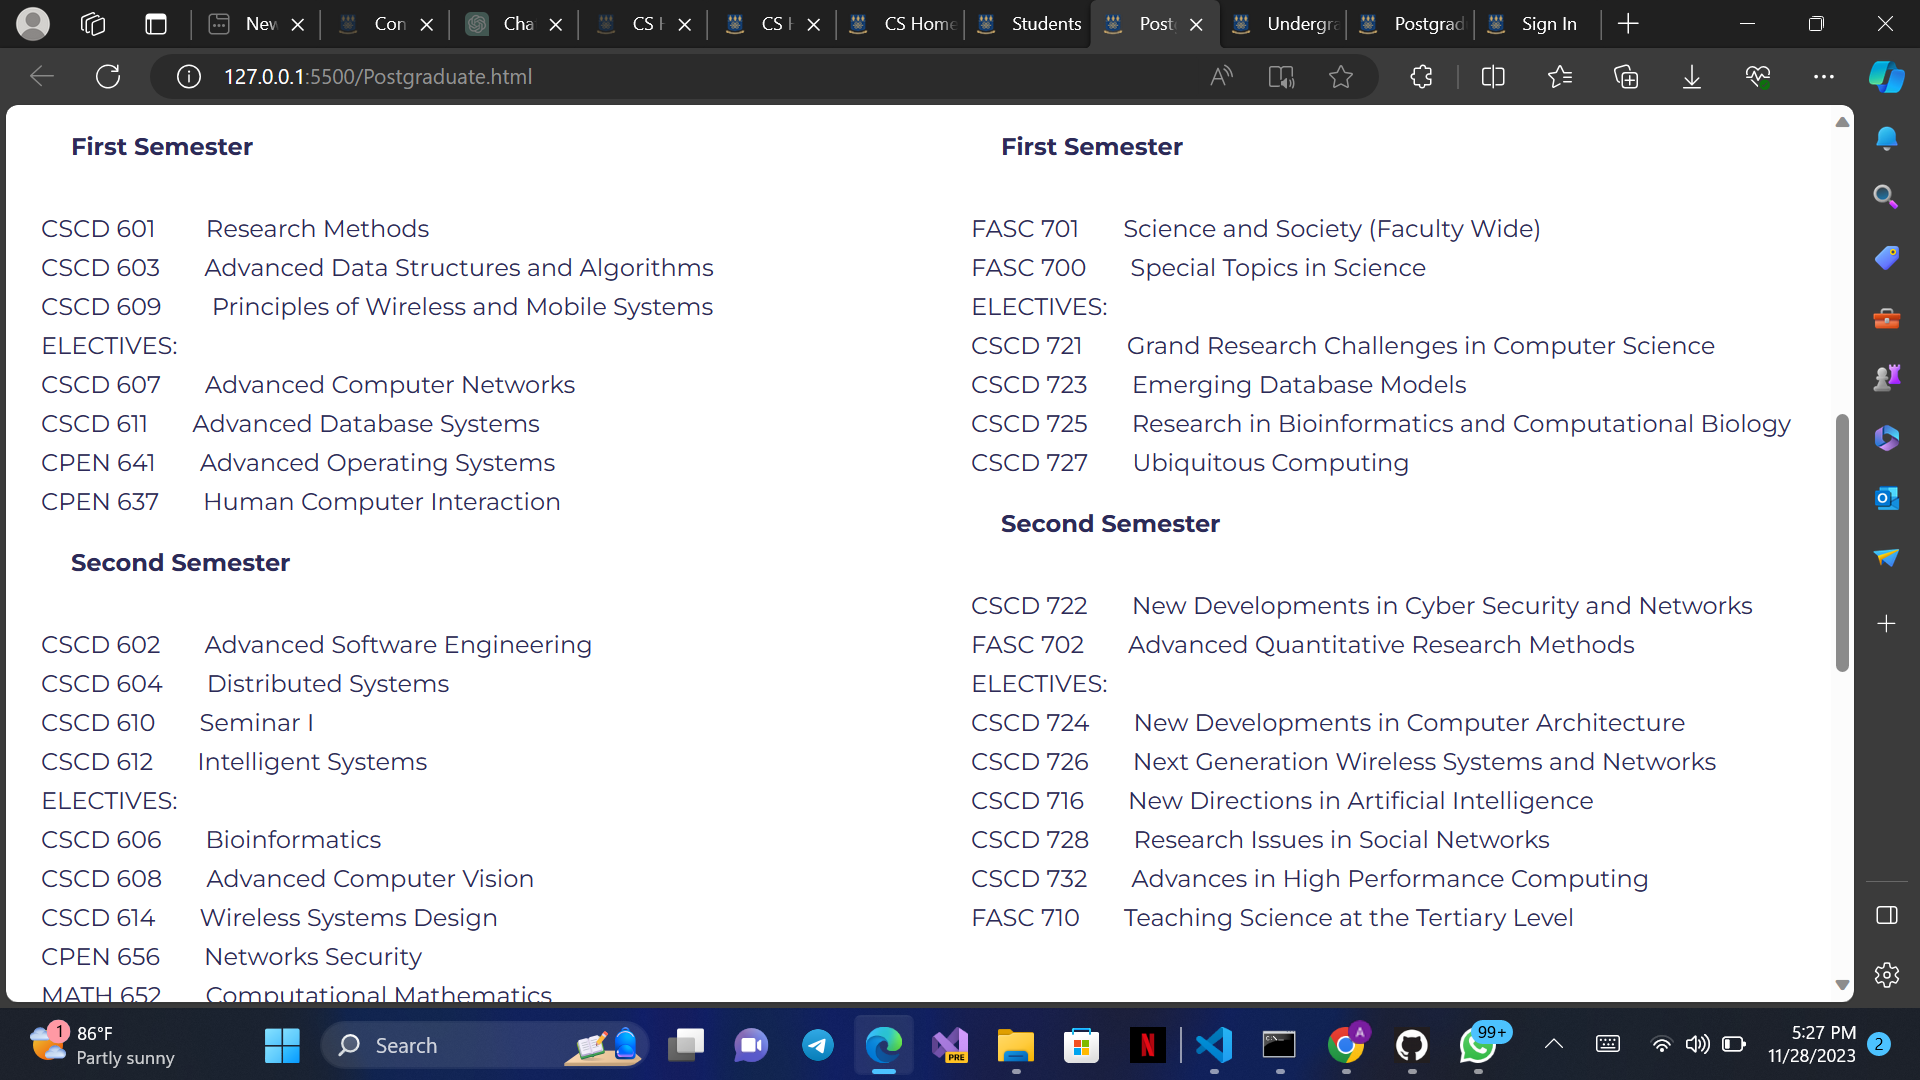 New
Con
Cha
CS H
CS H
CS Home
Students
Post
Undergra
Postgrad
Sign In
127.0.0.1:5500/Postgraduate.html
First Semester
CSCD 601 Research Methods
CSCD 603 Advanced Data Structures and Algorithms
CSCD 609 Principles of Wireless and Mobile Systems
ELECTIVES:
CSCD 607 Advanced Computer Networks
CSCD 611 Advanced Database Systems
CPEN 641 Advanced Operating Systems
CPEN 637 Human Computer Interaction
Second Semester
CSCD 602 Advanced Software Engineering
CSCD 604 Distributed Systems
CSCD 610 Seminar I
CSCD 612 Intelligent Systems
ELECTIVES:
CSCD 606 Bioinformatics
CSCD 608 Advanced Computer Vision
CSCD 614 Wireless Systems Design
CPEN 656 Networks Security
MATH 652 Computational Mathematics
First Semester
FASC 701 Science and Society (Faculty Wide)
FASC 700 Special Topics in Science
ELECTIVES:
CSCD 721 Grand Research Challenges in Computer Science
CSCD 723 Emerging Database Models
CSCD 725 Research in Bioinformatics and Computational Biology
CSCD 727 Ubiquitous Computing
Second Semester
CSCD 722 New Developments in Cyber Security and Networks
FASC 702 Advanced Quantitative Research Methods
ELECTIVES:
CSCD 724 New Developments in Computer Architecture
CSCD 726 Next Generation Wireless Systems and Networks
CSCD 716 New Directions in Artificial Intelligence
CSCD 728 Research Issues in Social Networks
CSCD 732 Advances in High Performance Computing
FASC 710 Teaching Science at the Tertiary Level
1
86°F
Partly sunny
Search
PRE
N
A
99+
5:27 PM
11/28/2023
2